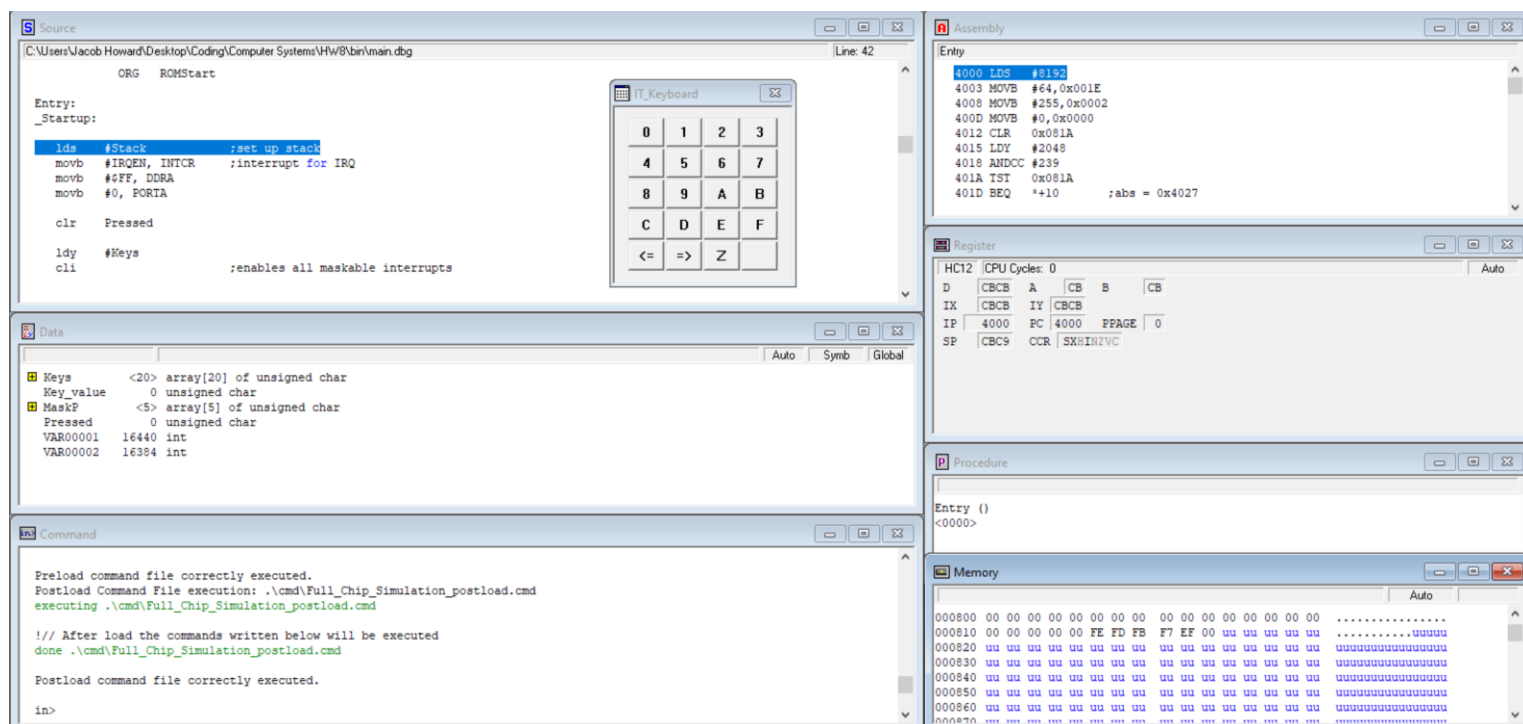 Source
C:\Users\Jacob Howard\Desktop\Coding\Computer Systems\HW8\bin\main.dbg Line: 42
ORG ROMStart
Entry:
_Startup:
lds #Stack ;set up stack
movb #IRQEN, INTCR ;interrupt for IRQ
movb #$FF, DDRA
movb #0, PORTA
clr Pressed
ldy #Keys
cli ;enables all maskable interrupts
IT_Keyboard
0 1 2 3
4 5 6 7
8 9 A B
C D E F
<= => Z
Data
Auto Symb Global
Keys <20> array[20] of unsigned char
Key_value 0 unsigned char
MaskP <5> array[5] of unsigned char
Pressed 0 unsigned char
VAR00001 16440 int
VAR00002 16384 int
Command
Preload command file correctly executed.
Postload Command File execution: .\cmd\Full_Chip_Simulation_postload.cmd
executing .\cmd\Full_Chip_Simulation_postload.cmd
!// After load the commands written below will be executed
done .\cmd\Full_Chip_Simulation_postload.cmd
Postload command file correctly executed.
in>
Assembly
Entry
4000 LDS #8192
4003 MOVB #64,0x001E
4008 MOVB #255,0x0002
400D MOVB #0,0x0000
4012 CLR 0x081A
4015 LDY #2048
4018 ANDCC #239
401A TST 0x081A
401D BEQ *+10 ;abs = 0x4027
Register
HC12 CPU Cycles: 0 Auto
D CBCB A CB B CB
IX CBCB IY CBCB
IP 4000 PC 4000 PPAGE 0
SP CBC9 CCR SXHINZVC
Procedure
Entry ()
<0000>
Memory
Auto
000800 00 00 00 00 00 00 00 00 00 00 00 00 00 00 00 00 ................
000810 00 00 00 00 00 FE FD FB F7 EF 00 uu uu uu uu uu ...........uuuuu
000820 uu uu uu uu uu uu uu uu uu uu uu uu uu uu uu uu uuuuuuuuuuuuuuuu
000830 uu uu uu uu uu uu uu uu uu uu uu uu uu uu uu uu uuuuuuuuuuuuuuuu
000840 uu uu uu uu uu uu uu uu uu uu uu uu uu uu uu uu uuuuuuuuuuuuuuuu
000850 uu uu uu uu uu uu uu uu uu uu uu uu uu uu uu uu uuuuuuuuuuuuuuuu
000860 uu uu uu uu uu uu uu uu uu uu uu uu uu uu uu uu uuuuuuuuuuuuuuuu